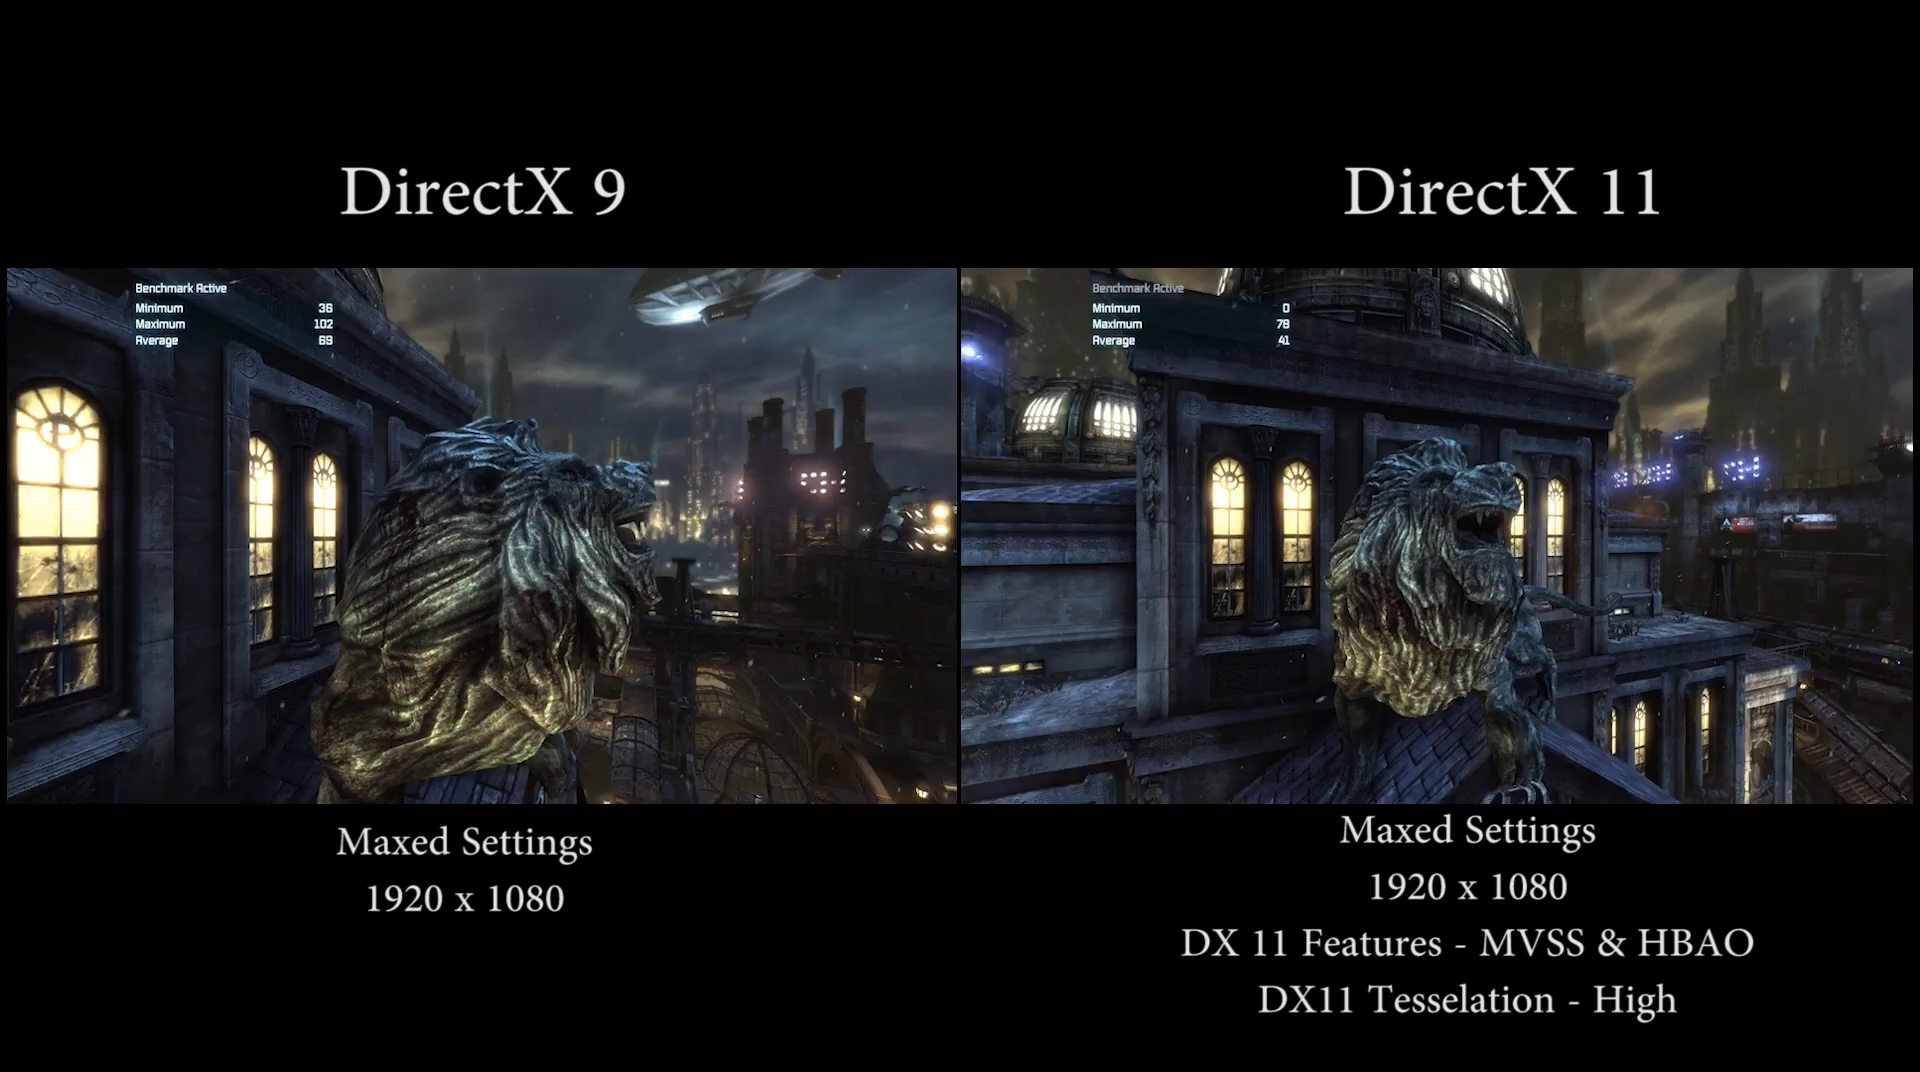 DirectX 9
DirectX 11
Benchmark Active
Minimum 36
Maximum 102
Average 69
Benchmark Active
Minimum 0
Maximum 78
Average 41
Maxed Settings
1920 x 1080
Maxed Settings
1920 x 1080
DX 11 Features - MVSS & HBAO
DX11 Tesselation - High